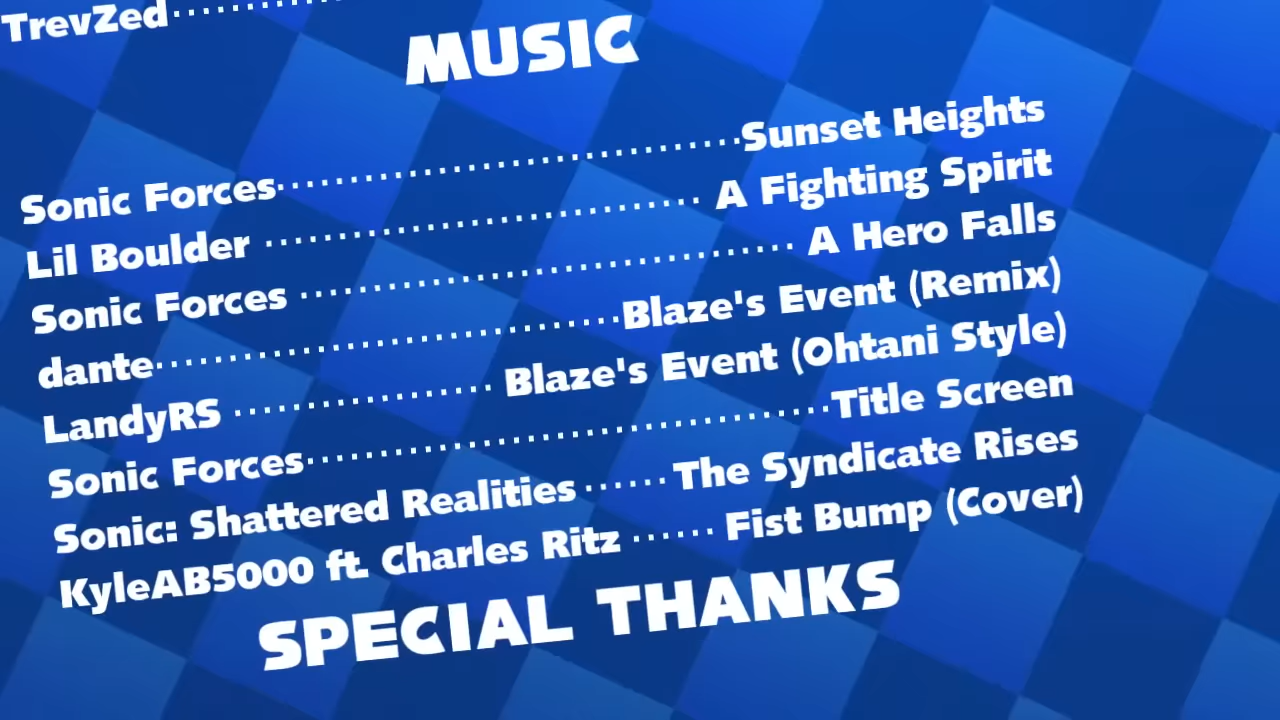 TrevZed..............
MUSIC
Sonic Forces........................................Sunset Heights
Lil Boulder ..................................... A Fighting Spirit
Sonic Forces .......................................... A Hero Falls
dante......................................Blaze's Event (Remix)
LandyRS ..................... Blaze's Event (Ohtani Style)
Sonic Forces............................................Title Screen
Sonic: Shattered Realities ...... The Syndicate Rises
KyleAB5000 ft. Charles Ritz ...... Fist Bump (Cover)
SPECIAL THANKS